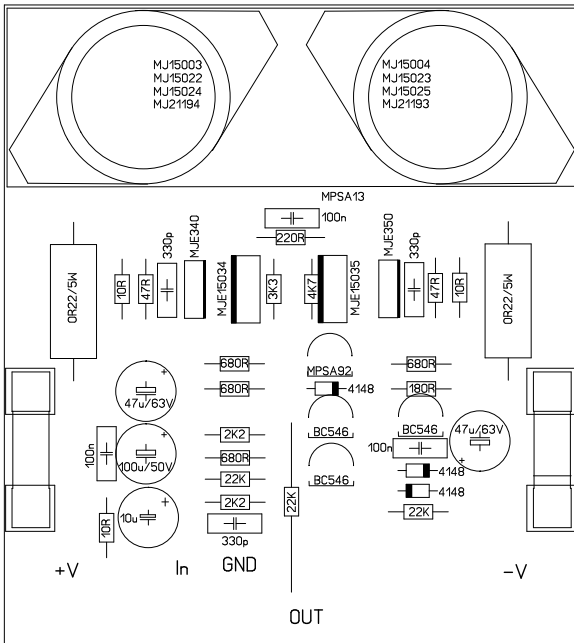 MJ15003
MJ15022
MJ15024
MJ21194
MJ15004
MJ15023
MJ15025
MJ21193
MPSA13
100n
220R
330p
MJE340
MJE350
330p
0R22/5W
10R
47R
MJE15034
3K3
4K7
MJE15035
47R
10R
0R22/5W
680R
680R
MPSA92
4148
680R
180R
47u/63V
BC546
BC546
47u/63V
100n
100u/50V
2K2
680R
22K
2K2
330p
22K
BC546
100n
4148
4148
22K
10u
10R
+V
In
GND
-V
OUT